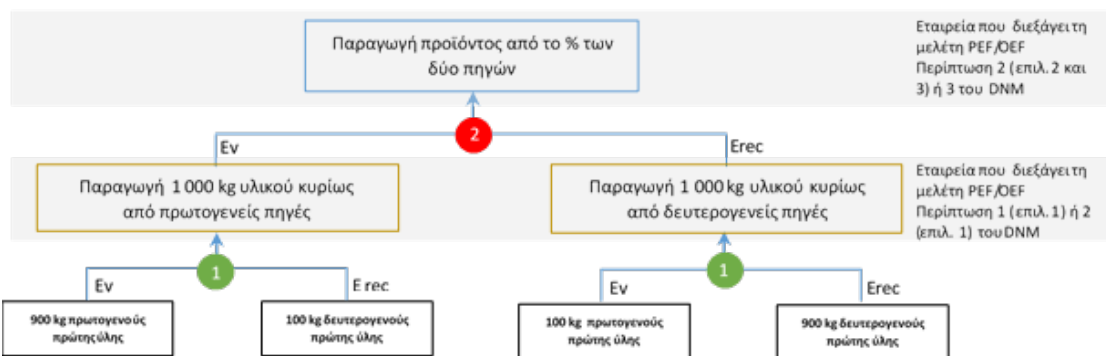 Παραγωγή προϊόντος από το % των
δύο πηγών
Εταιρεία που διεξάγει τη
μελέτη PEF/OEF
Περίπτωση 2 (επιλ. 2 και
3) ή 3 του DNM
2
Ev
Erec
Παραγωγή 1 000 kg υλικού κυρίως
από πρωτογενείς πηγές
Παραγωγή 1 000 kg υλικού κυρίως
από δευτερογενείς πηγές
Εταιρεία που διεξάγει τη
μελέτη PEF/OEF
Περίπτωση 1 (επιλ. 1) ή 2
(επιλ. 1) του DNM
1
1
Ev
E rec
Ev
Erec
900 kg πρωτογενούς
πρώτης ύλης
100 kg δευτερογενούς
πρώτης ύλης
100 kg πρωτογενούς
πρώτης ύλης
900 kg δευτερογενούς
πρώτης ύλης